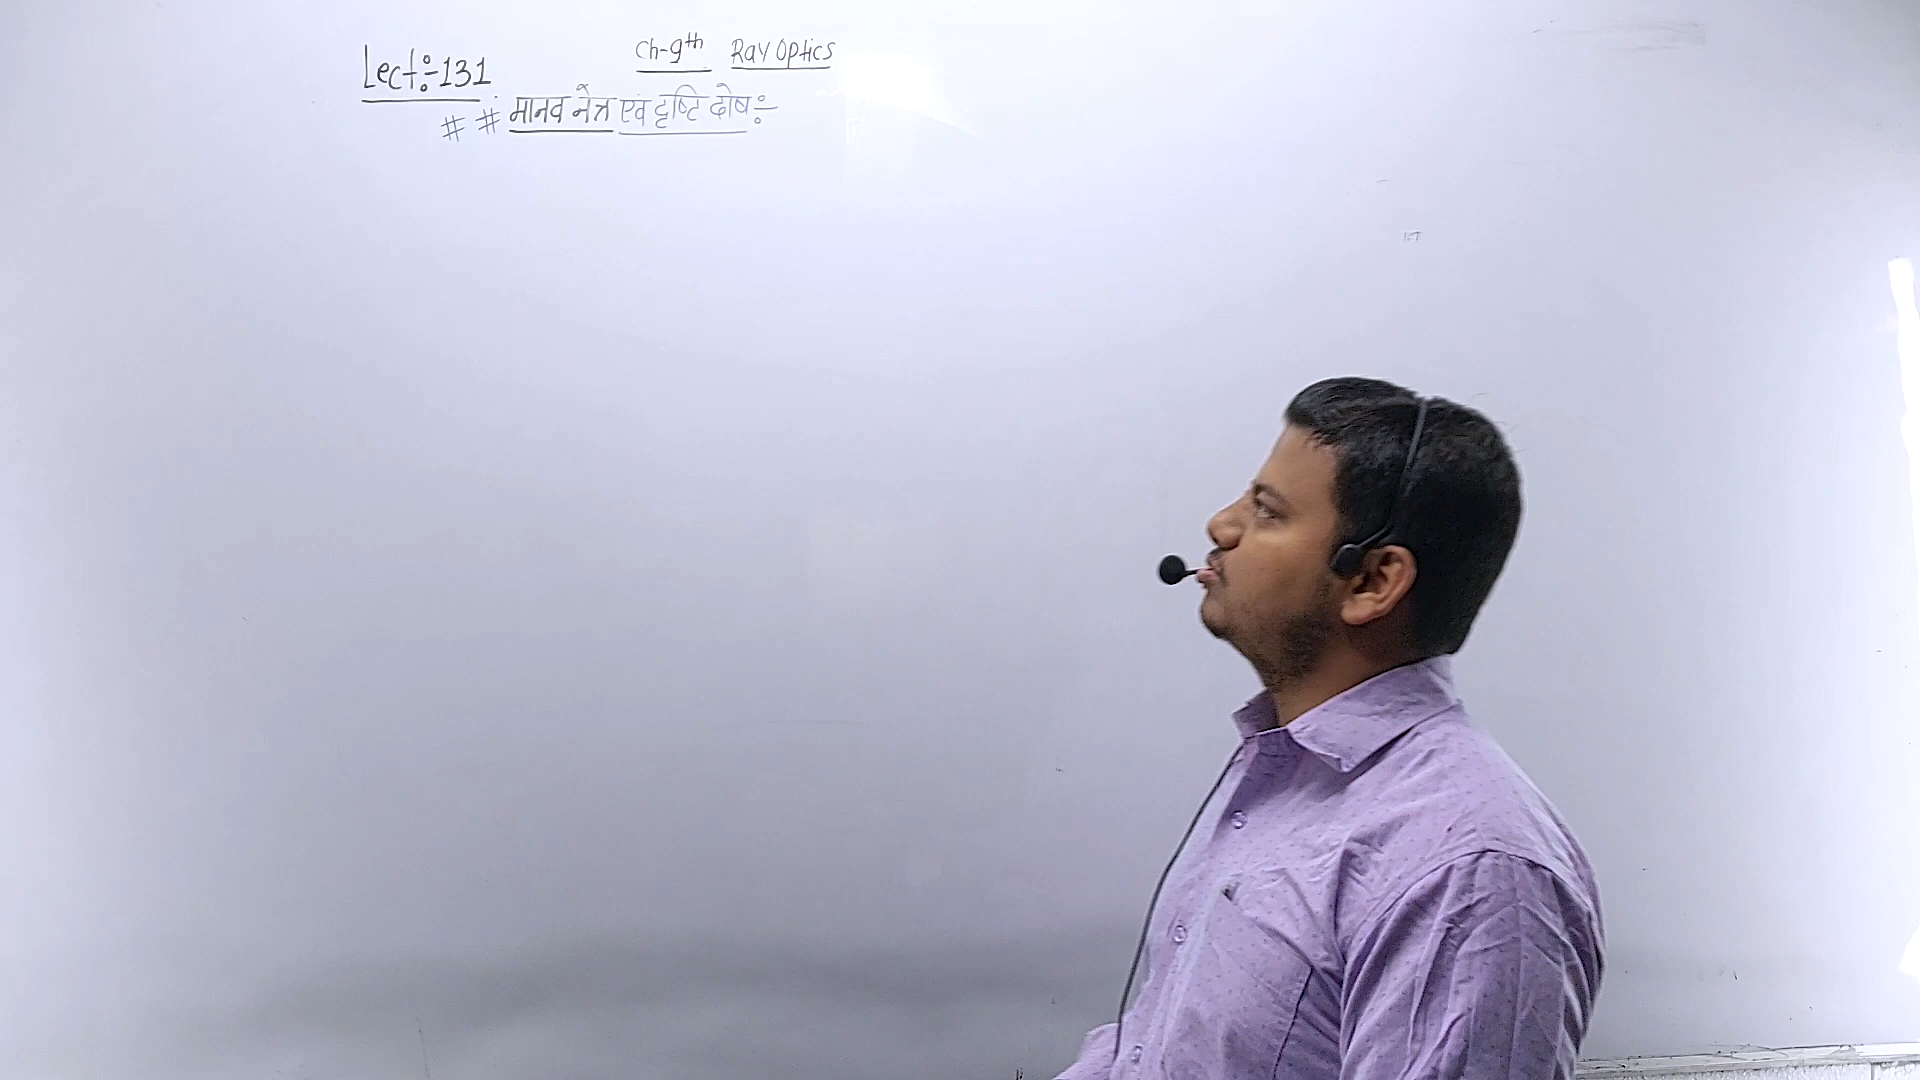 Ch-9th Ray Optics
Lect÷-131
# # मानव नेत्र एवं दृष्टि दोष÷